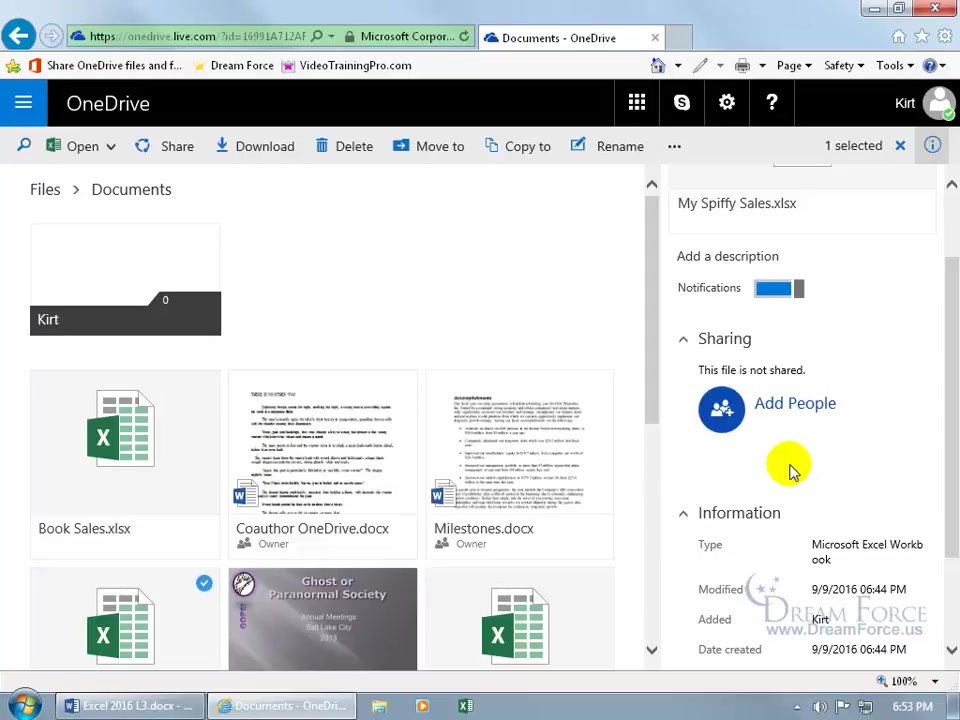 https://onedrive.live.com/?id=16991A712AF
Microsoft Corpor...
Documents - OneDrive
Share OneDrive files and f...
Dream Force
VideoTrainingPro.com
Page
Safety
Tools
OneDrive
Kirt
Open
Share
Download
Delete
Move to
Copy to
Rename
1 selected
Files > Documents
My Spiffy Sales.xlsx
Add a description
Notifications
0
Kirt
Sharing
This file is not shared.
Add People
Accomplishments
Book Sales.xlsx
Coauthor OneDrive.docx
Owner
Milestones.docx
Owner
Information
Type
Microsoft Excel Workb
ook
Modified
9/9/2016 06:44 PM
Added
Kirt
Date created
9/9/2016 06:44 PM
Ghost or
Paranormal Society
Annual Meetings
Salt Lake City
2013
DREAM FORCE
www.DreamForce.us
100%
Excel 2016 L3.docx - ...
Documents - OneDri...
6:53 PM